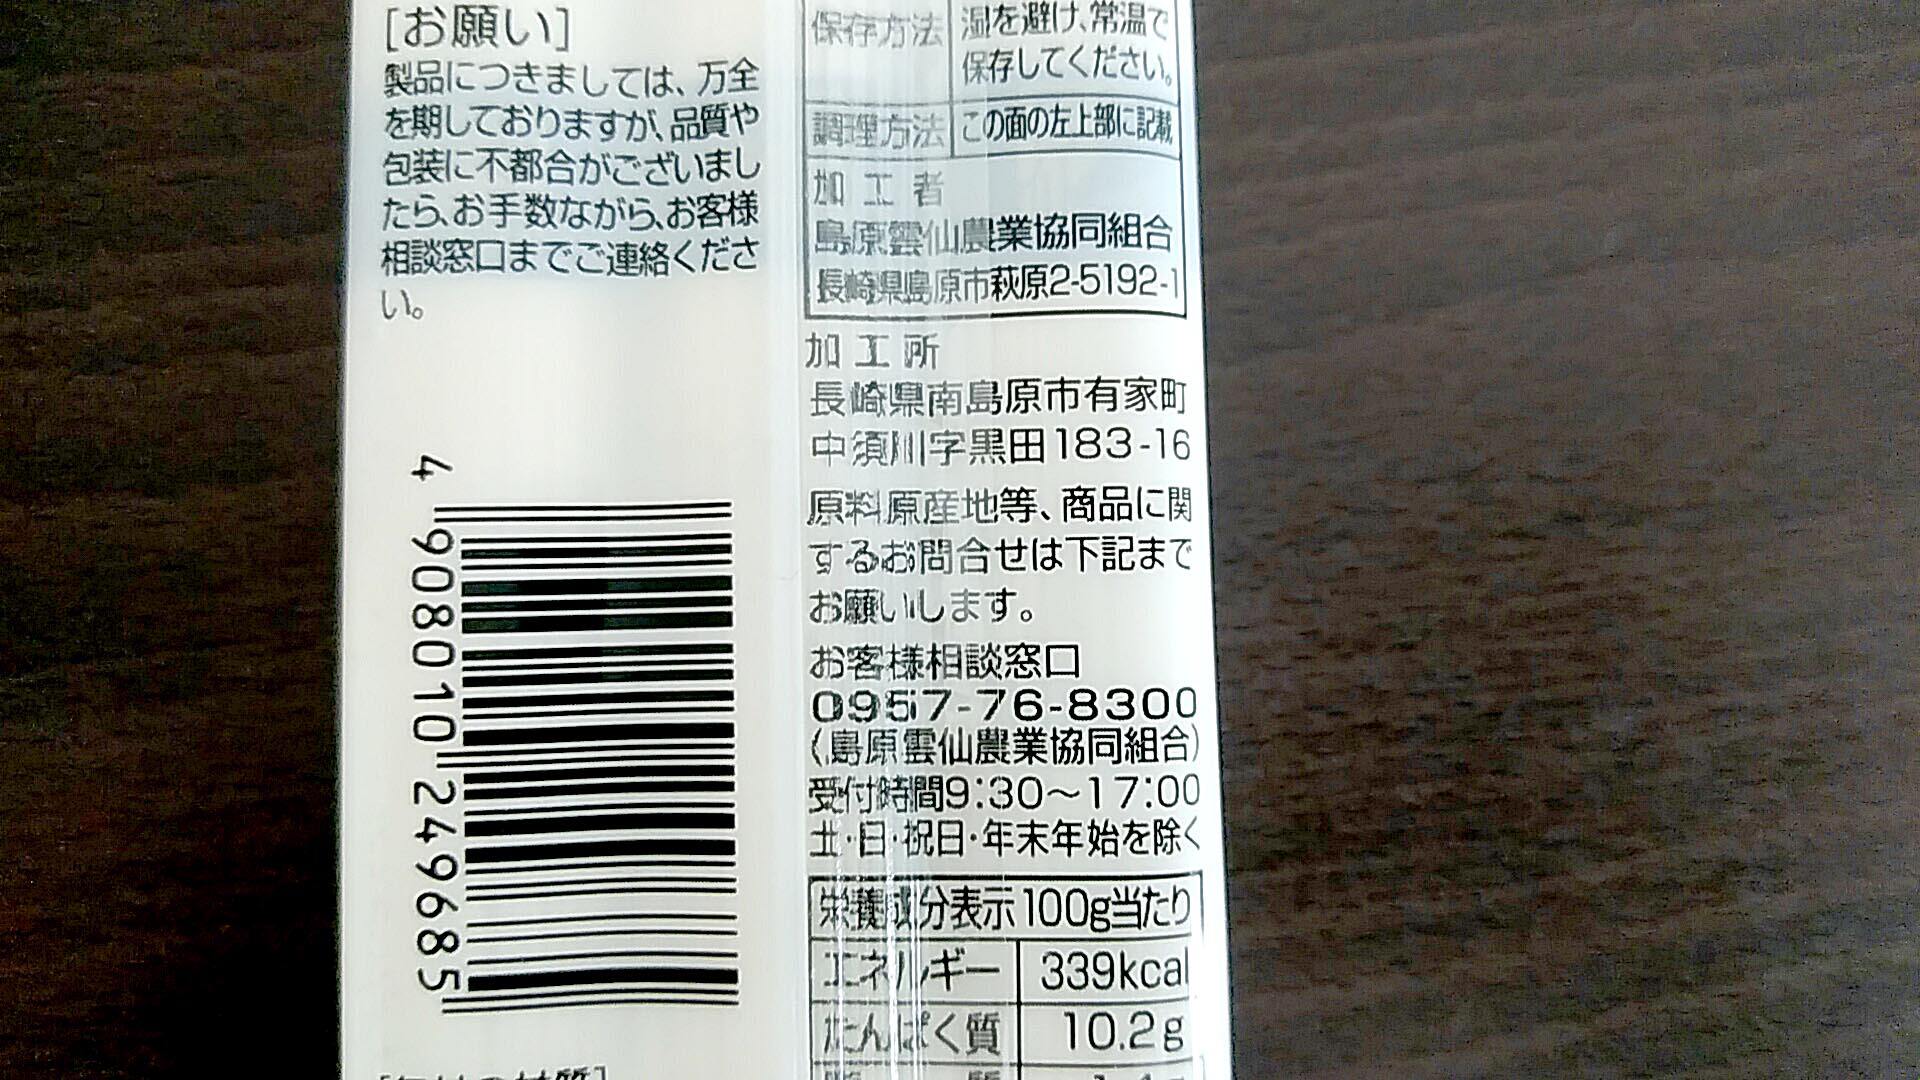 [お願い]
製品につきましては、万全
を期しておりますが、品質や
包装に不都合がございまし
たら、お手数ながら、お客様
相談窓口までご連絡くださ
い。
4 908010 249685
保存方法 湿を避け、常温で
保存してください。
調理方法 この面の左上部に記載
加工者
島原雲仙農業協同組合
長崎県島原市萩原2-5192-1
加工所
長崎県南島原市有家町
中須川字黒田183-16
原料原産地等、商品に関
するお問合せは下記まで
お願いします。
お客様相談窓口
0957-76-8300
(島原雲仙農業協同組合)
受付時間9:30～17:00
土・日・祝日・年末年始を除く
栄養成分表示100g当たり
エネルギー 339kcal
たんぱく質 10.2g